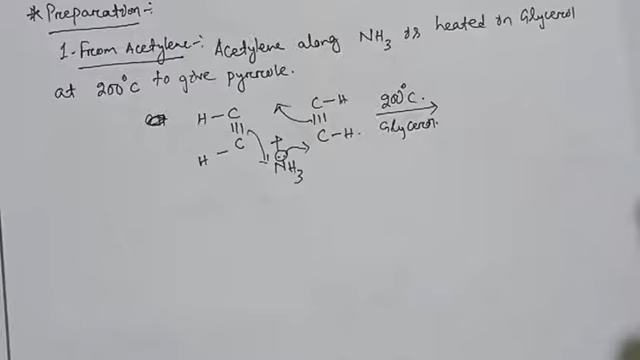 * Preparation :-
1. From Acetylene -: Acetylene along NH3 is heated in Glycerol
at 200°C to give pyrrole.
H - C C - H 200°C.
||| ||| Glycerol.
H - C C - H.
NH3